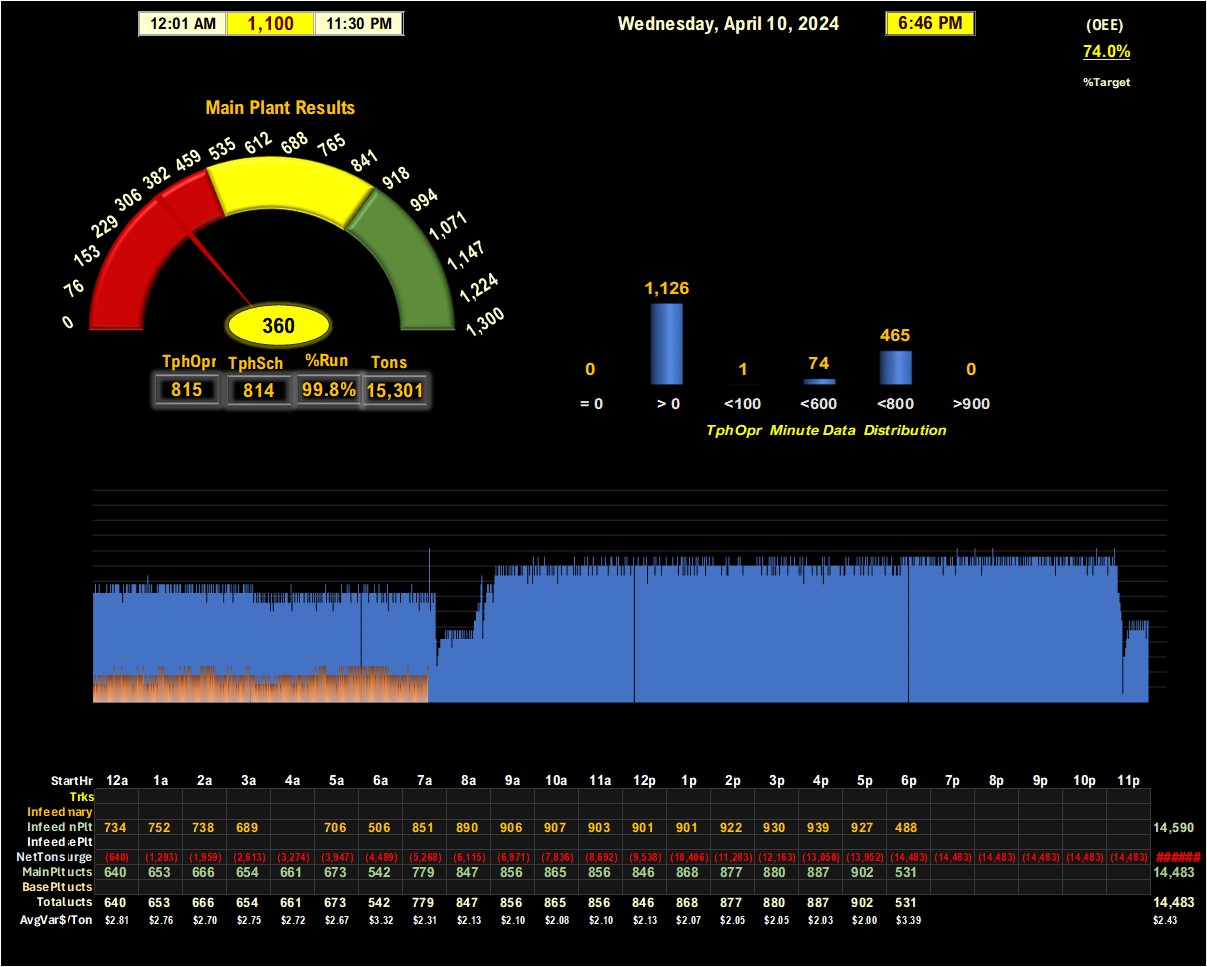 12:01 AM 1,100 11:30 PM Wednesday, April 10, 2024 6:46 PM (OEE)
74.0%
%Target
Main Plant Results
0 76 153 229 306 382 459 535 612 688 765 841 918 994 1,071 1,147 1,224 1,300
360
TphOpr TphSch %Run Tons
815 814 99.8% 15,301
0 1,126 1 74 465 0
= 0 > 0 <100 <600 <800 >900
TphOpr Minute Data Distribution
StartHr 12a 1a 2a 3a 4a 5a 6a 7a 8a 9a 10a 11a 12p 1p 2p 3p 4p 5p 6p 7p 8p 9p 10p 11p
Trks
Infeed mary
Infeed nPlt 734 752 738 689 706 506 851 890 906 907 903 901 901 922 930 939 927 488 14,590
Infeed ePlt
NetTons urge (640) (1,293) (1,959) (2,613) (3,274) (3,947) (4,489) (5,268) (6,115) (6,971) (7,836) (8,692) (9,538) (10,406) (11,283) (12,163) (13,050) (13,952) (14,483) (14,483) (14,483) (14,483) (14,483) (14,483) ######
MainPlt ucts 640 653 666 654 661 673 542 779 847 856 865 856 846 868 877 880 887 902 531 14,483
BasePlt ucts
Total ucts 640 653 666 654 661 673 542 779 847 856 865 856 846 868 877 880 887 902 531 14,483
AvgVar$/Ton $2.81 $2.76 $2.70 $2.75 $2.72 $2.67 $3.32 $2.31 $2.13 $2.10 $2.08 $2.10 $2.13 $2.07 $2.05 $2.05 $2.03 $2.00 $3.39 $2.43